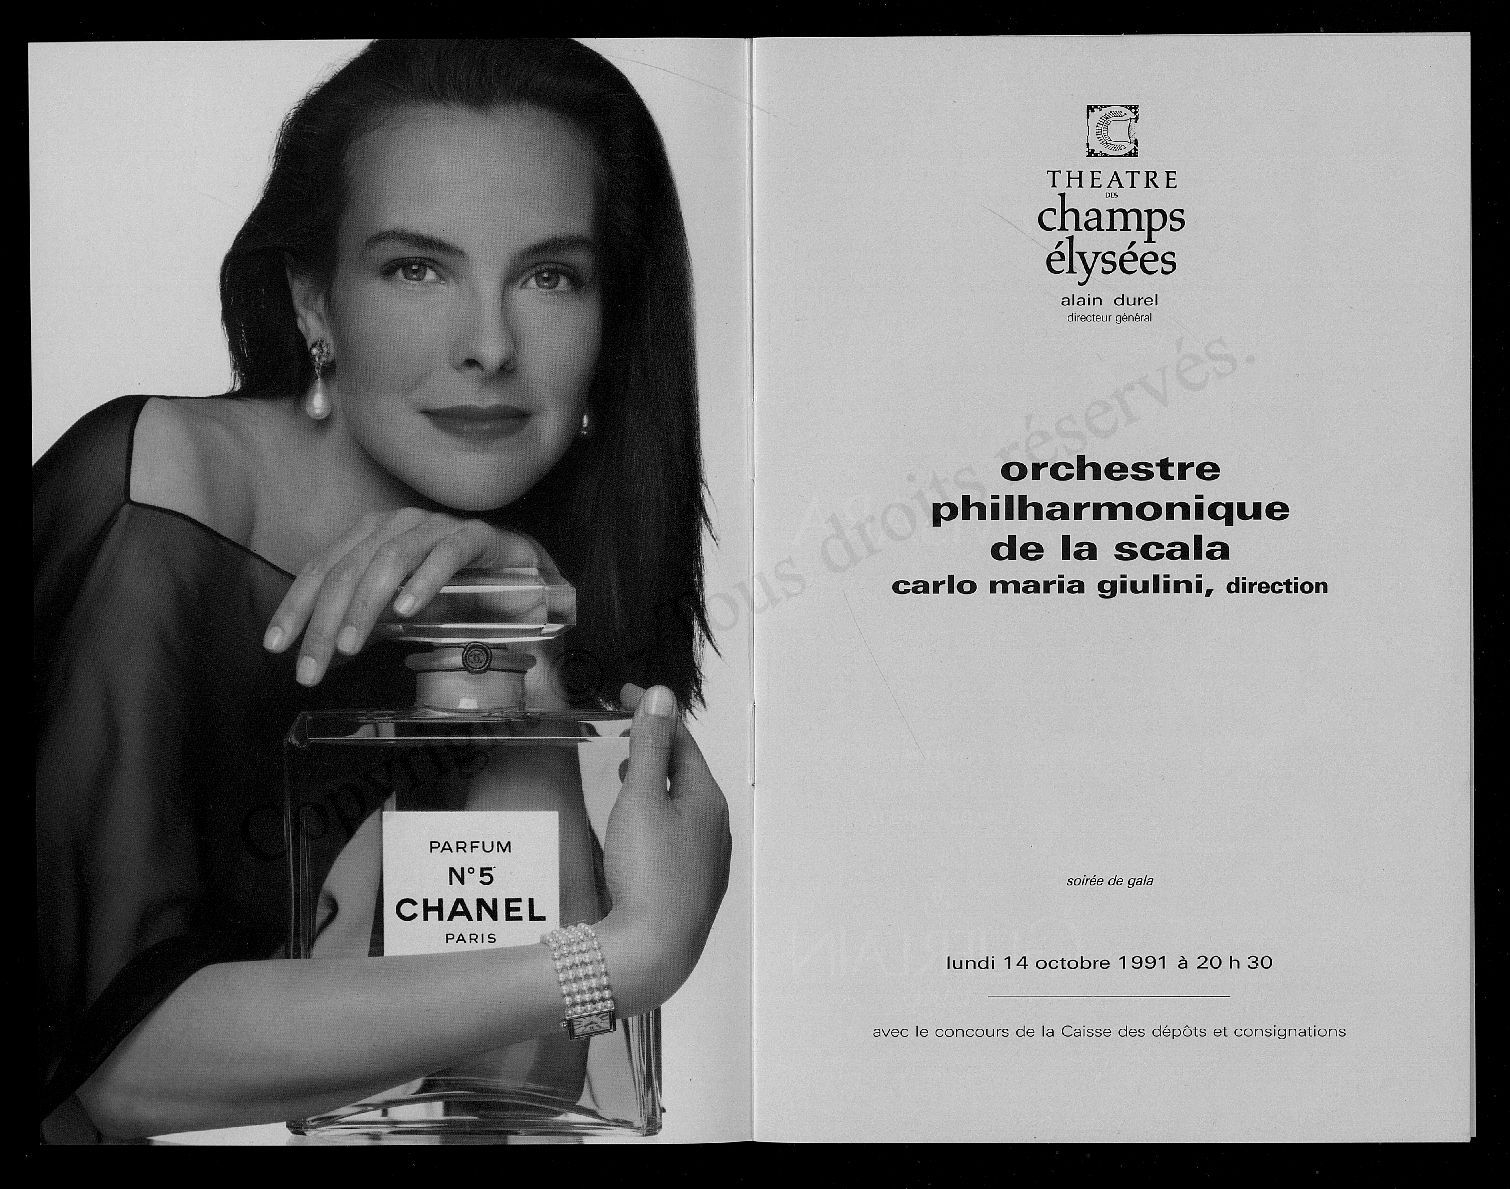 PARFUM
N°5
CHANEL
PARIS
THEATRE
DES
champs
élysées
alain durel
directeur général
orchestre
philharmonique
de la scala
carlo maria giulini, direction
soirée de gala
lundi 14 octobre 1991 à 20 h 30
avec le concours de la Caisse des dépôts et consignations
Copyright © Tous droits réservés.